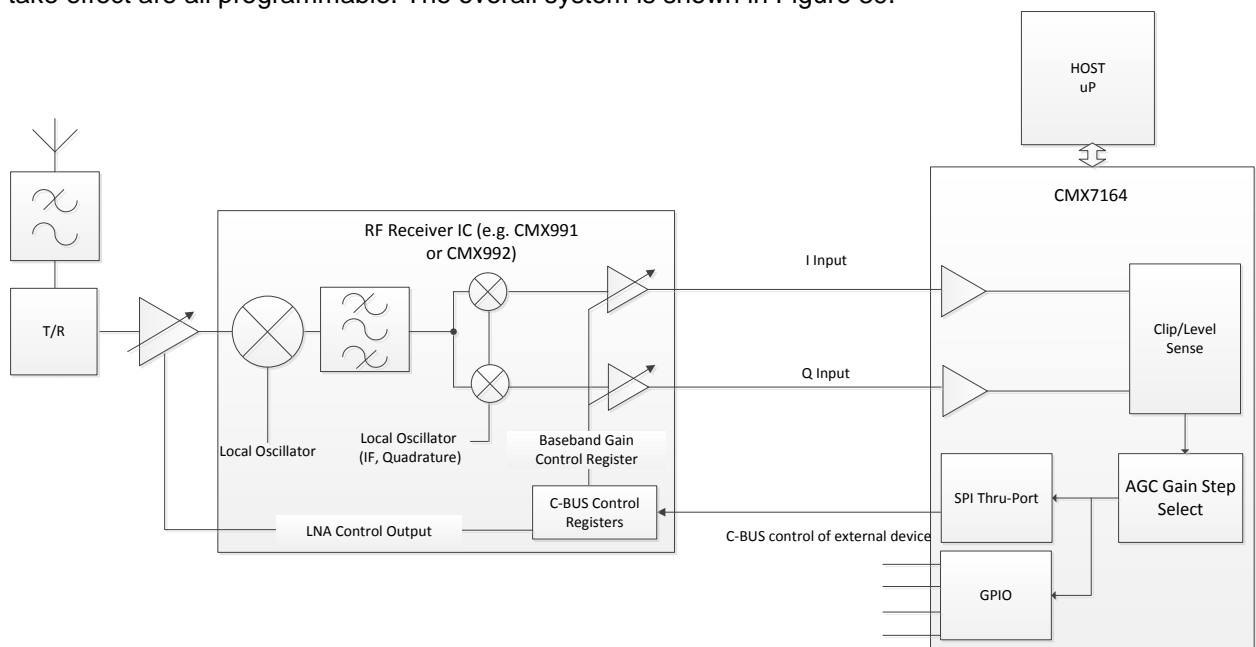 take effect are all programmable. The overall system is shown in Figure
HOST
uP
CMX7164
RF Receiver IC (e.g. CMX991
or CMX992)
I Input
T/R
Clip/Level
Sense
Q Input
Local Oscillator
Local Oscillator
(IF, Quadrature)
Baseband Gain
Control Register
SPI Thru-Port
AGC Gain Step
Select
C-BUS Control
Registers
LNA Control Output
C-BUS control of external device
GPIO